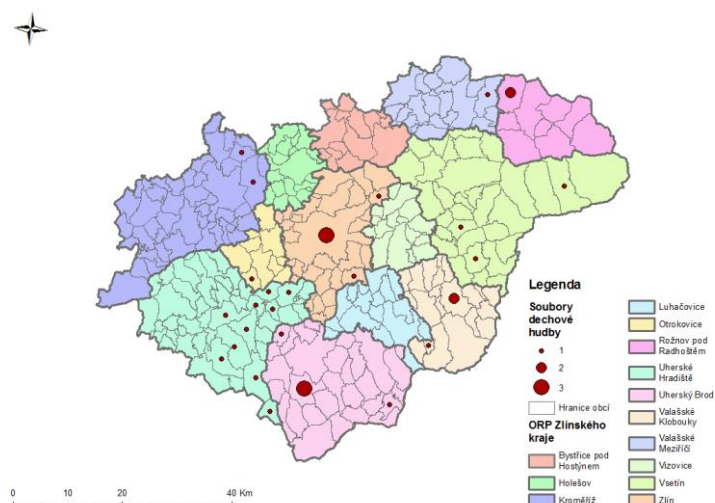 Legenda
Soubory
dechové
hudby
1
2
3
Hranice obcí
ORP Zlínského
kraje
Bystřice pod
Hostýnem
Holešov
Kroměříž
Luhačovice
Otrokovice
Rožnov pod
Radhoštěm
Uherské
Hradiště
Uherský Brod
Valašské
Klobouky
Valašské
Meziříčí
Vizovice
Vsetín
Zlín
0 10 20 40 Km